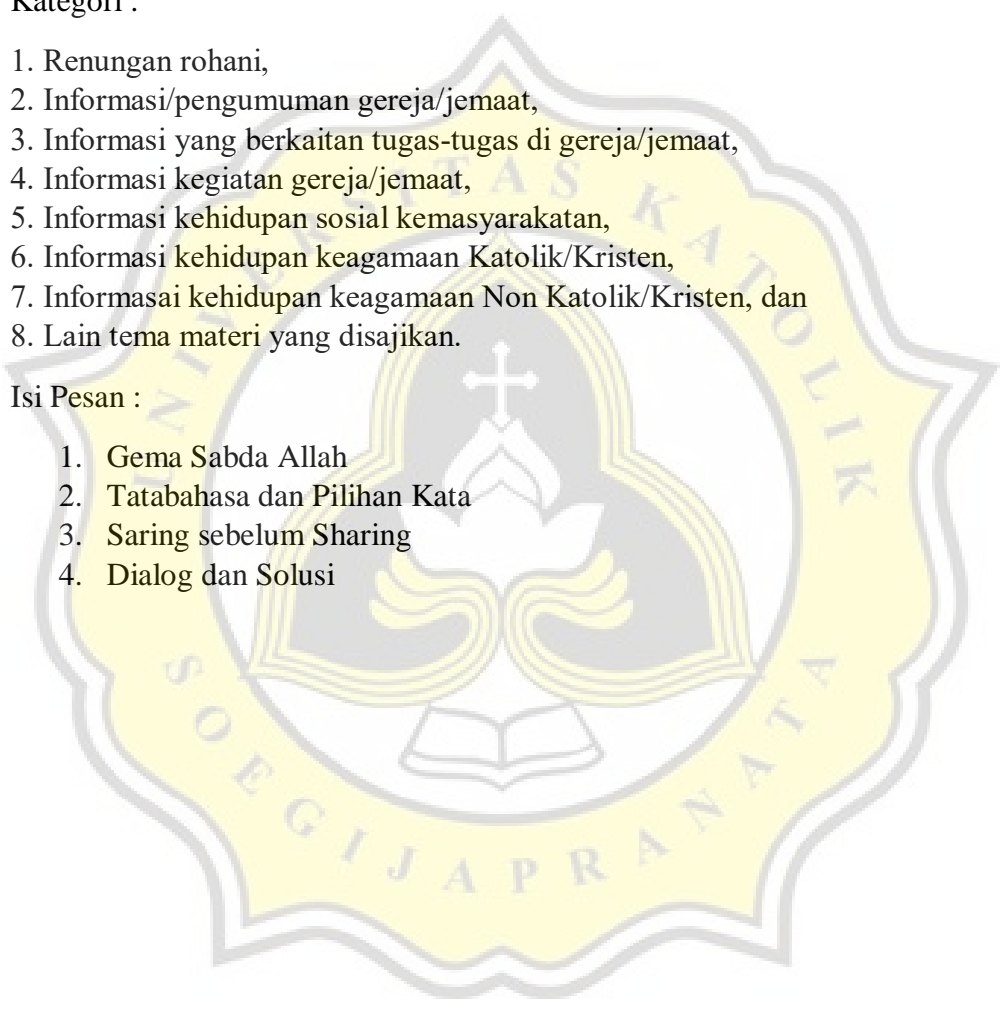 Kategori :
1. Renungan rohani,
2. Informasi/pengumuman gereja/jemaat,
3. Informasi yang berkaitan tugas-tugas di gereja/jemaat,
4. Informasi kegiatan gereja/jemaat,
5. Informasi kehidupan sosial kemasyarakatan,
6. Informasi kehidupan keagamaan Katolik/Kristen,
7. Informasai kehidupan keagamaan Non Katolik/Kristen, dan
8. Lain tema materi yang disajikan.
Isi Pesan :
1. Gema Sabda Allah
2. Tatabahasa dan Pilihan Kata
3. Saring sebelum Sharing
4. Dialog dan Solusi
UNIVERSITAS KATOLIK
SOEGIJAPRANATA